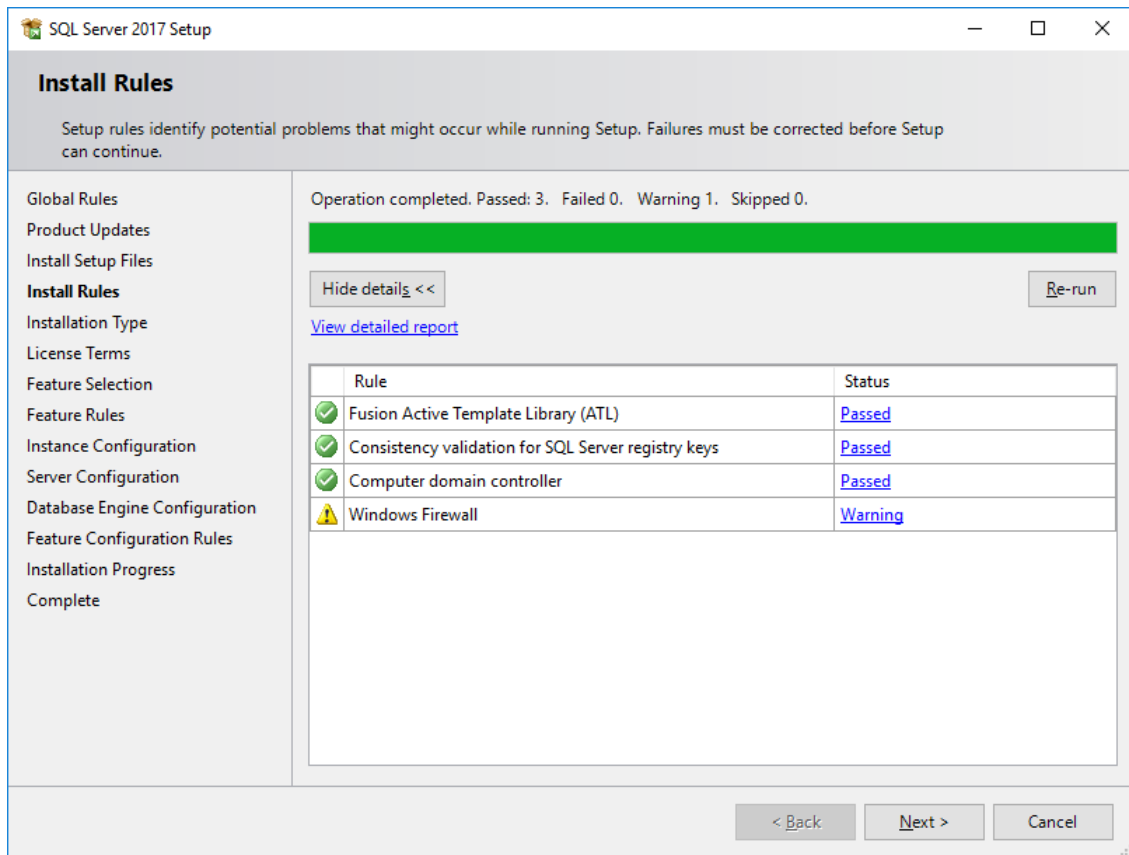 SQL Server 2017 Setup
Install Rules
Setup rules identify potential problems that might occur while running Setup. Failures must be corrected before Setup
can continue.
Global Rules
Product Updates
Install Setup Files
Install Rules
Installation Type
License Terms
Feature Selection
Feature Rules
Instance Configuration
Server Configuration
Database Engine Configuration
Feature Configuration Rules
Installation Progress
Complete
Operation completed. Passed: 3.   Failed 0.   Warning 1.   Skipped 0.
Hide details <<
Re-run
View detailed report
Rule Status
Fusion Active Template Library (ATL) Passed
Consistency validation for SQL Server registry keys Passed
Computer domain controller Passed
Windows Firewall Warning
< Back
Next >
Cancel